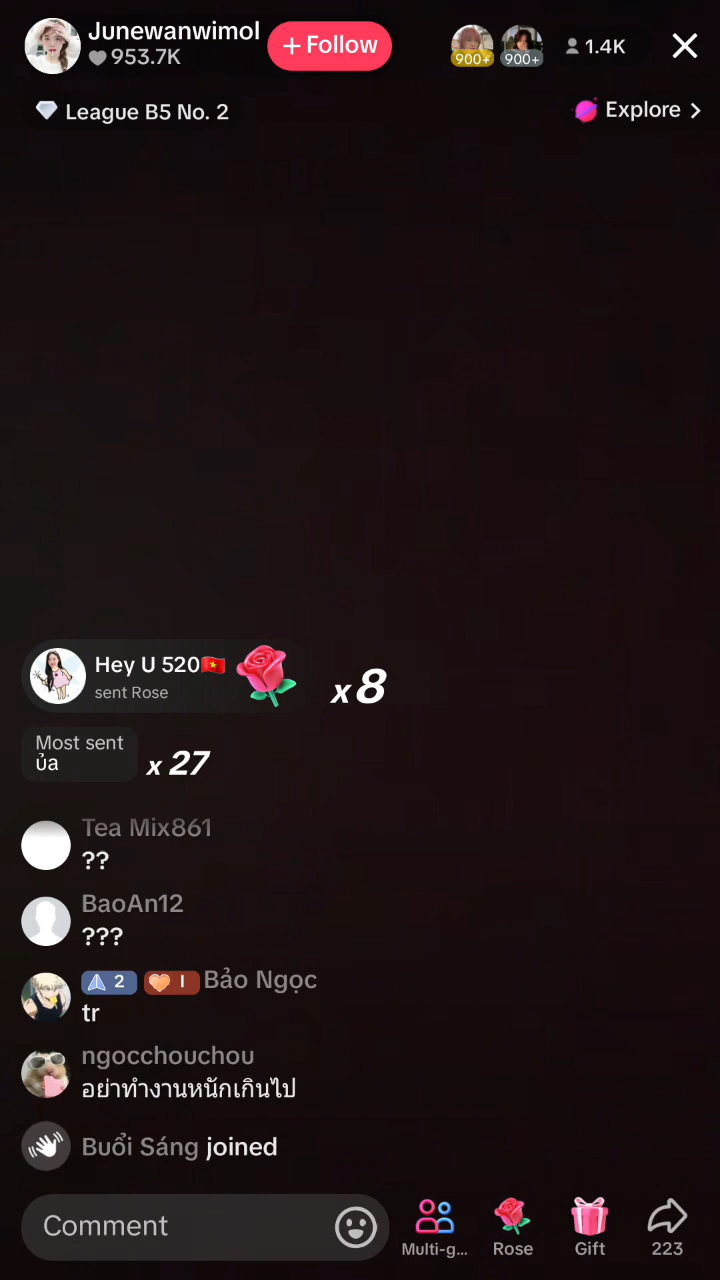 Junewanwimol
953.7K
+ Follow
900+
900+
1.4K
League B5 No. 2
Explore
Hey U 520
sent Rose
x 8
Most sent
ủa
x 27
Tea Mix861
??
BaoAn12
???
2
I
Bảo Ngọc
tr
ngocchouchou
อย่าทำงานหนักเกินไป
Buổi Sáng joined
Comment
Multi-g...
Rose
Gift
223